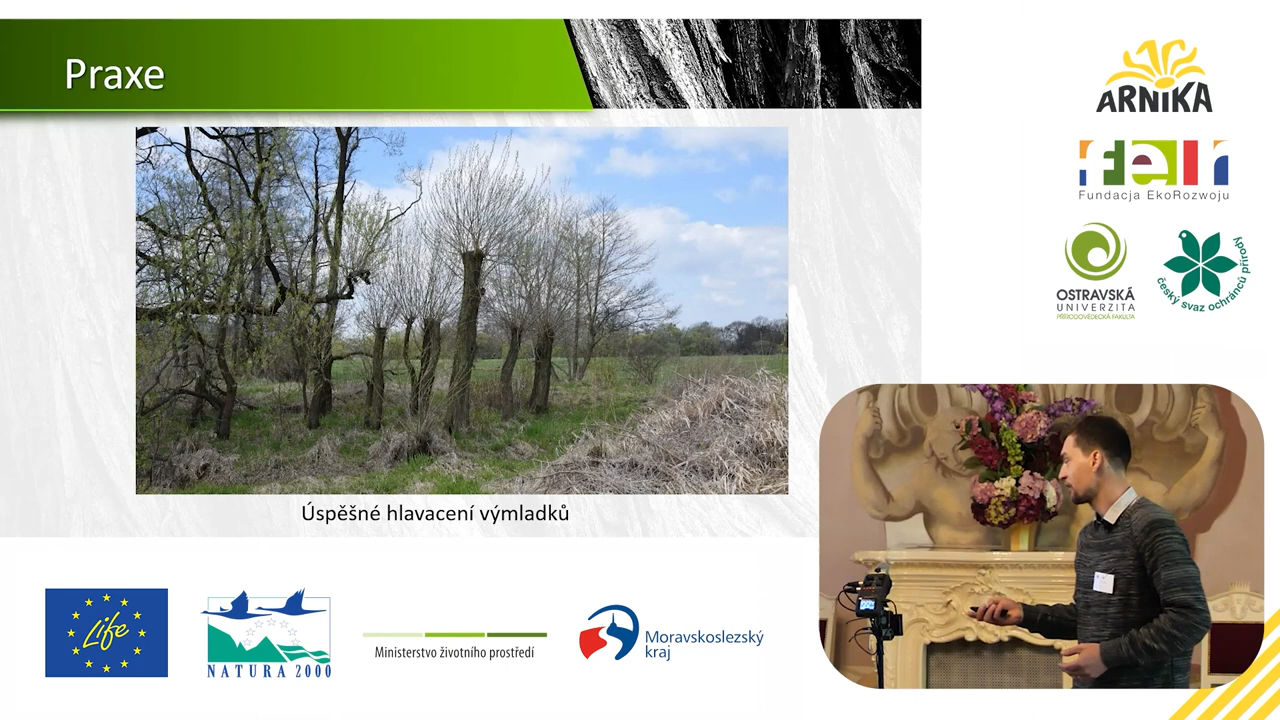 Praxe
Úspěšné hlavacení výmladků
ARNIKA
feri
Fundacja EkoRozwoju
OSTRAVSKÁ
UNIVERZITA
PŘÍRODOVĚDECKÁ FAKULTA
český svaz ochránců přírody
Life
NATURA 2000
Ministerstvo životního prostředí
Moravskoslezský
kraj